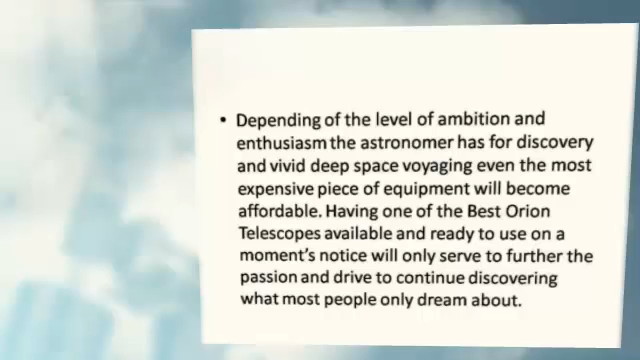 • Depending of the level of ambition and
enthusiasm the astronomer has for discovery
and vivid deep space voyaging even the most
expensive piece of equipment will become
affordable. Having one of the Best Orion
Telescopes available and ready to use on a
moment's notice will only serve to further the
passion and drive to continue discovering
what most people only dream about.